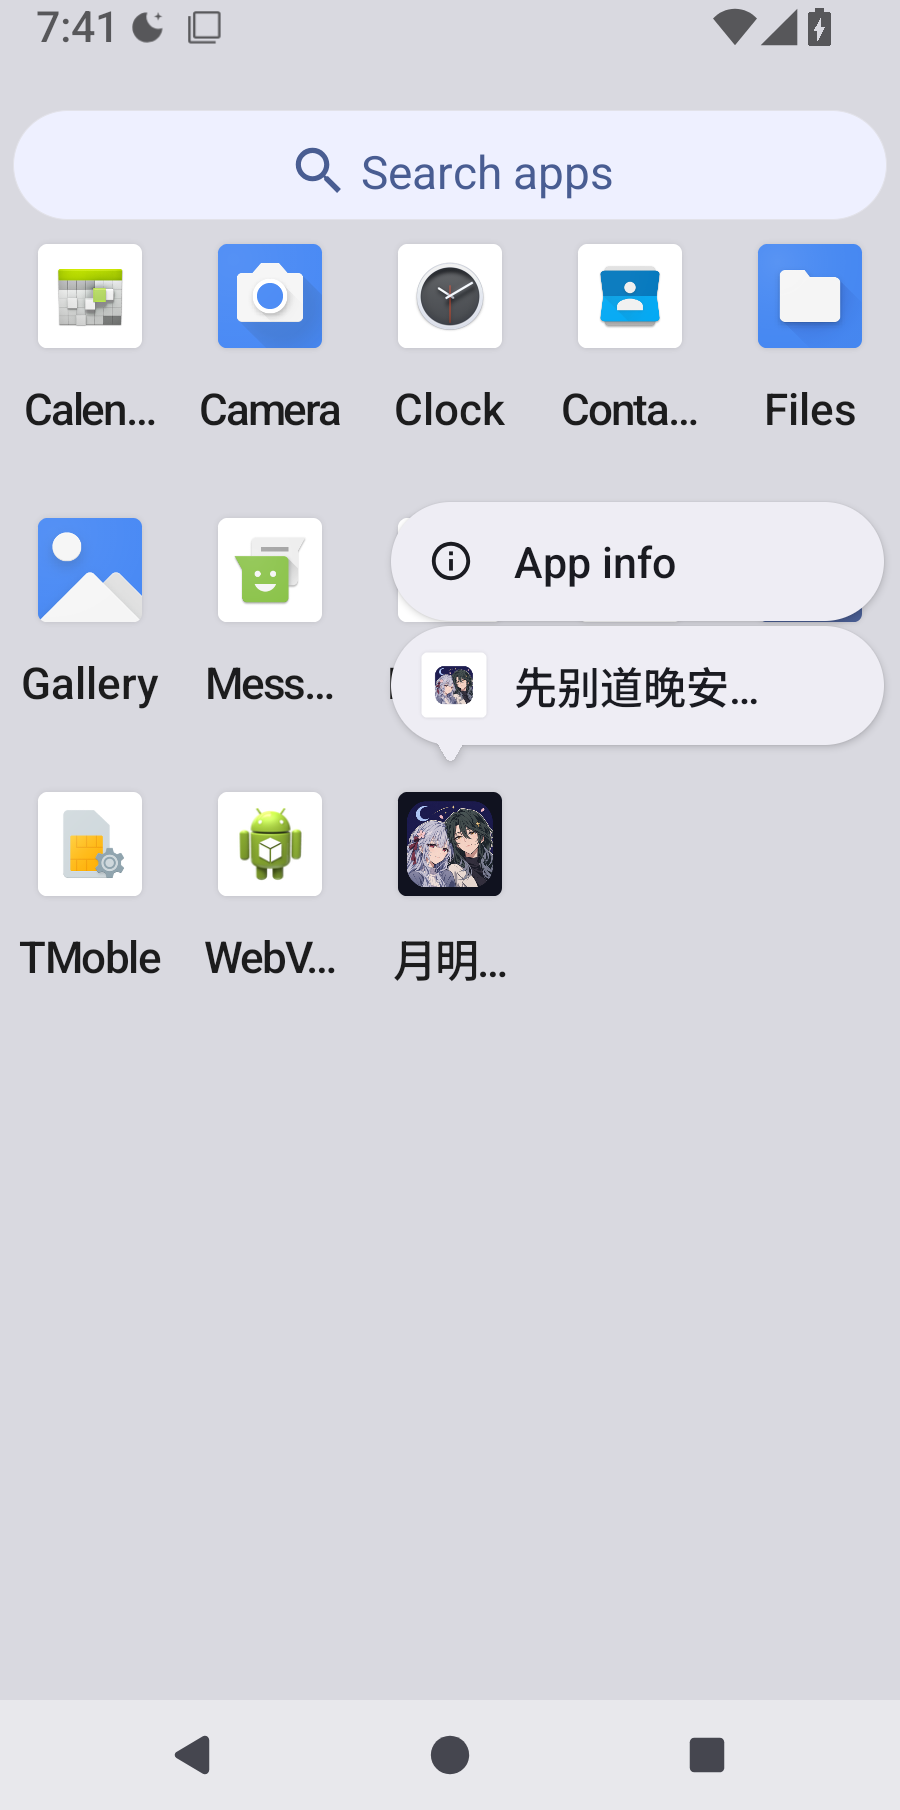 7:41
Search apps
Calen...
Camera
Clock
Conta...
Files
App info
Gallery
Mess...
先别道晚安...
TMoble
WebV...
月明...